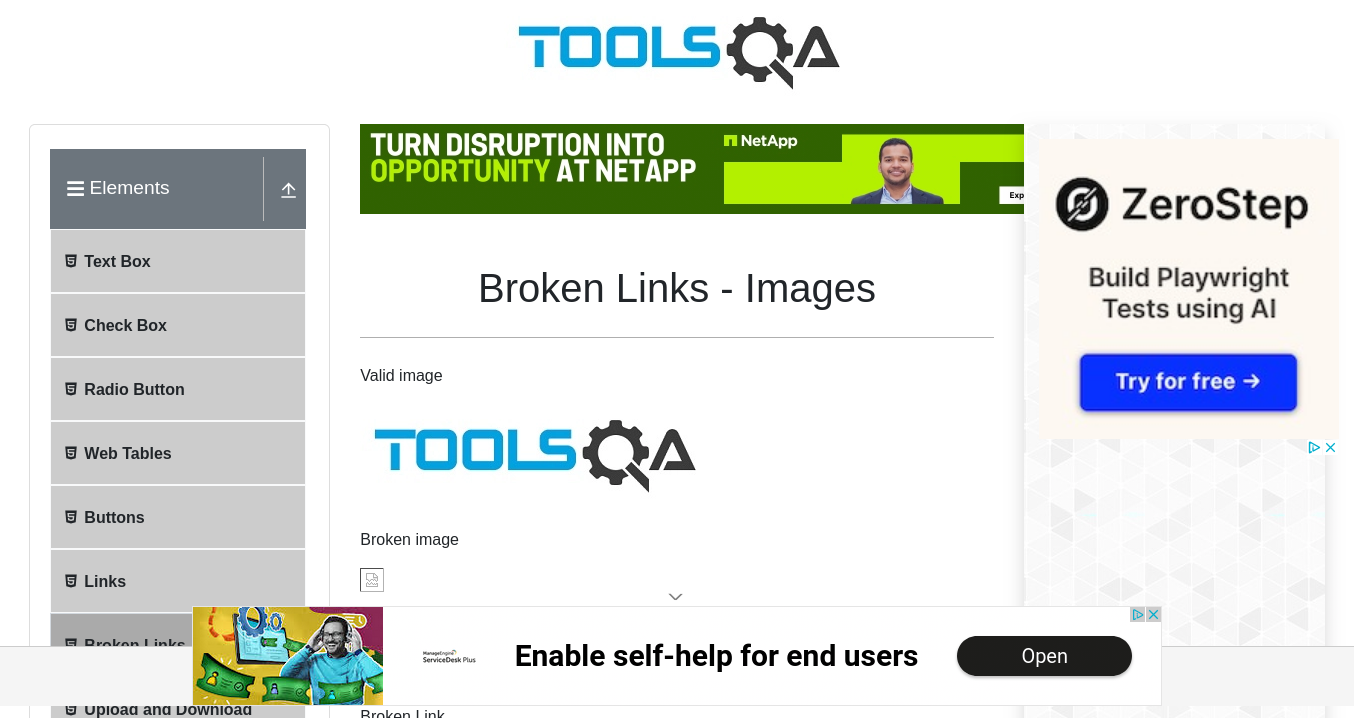 TOOLSQA
Elements
Text Box
Check Box
Radio Button
Web Tables
Buttons
Links
Broken Links
Upload and Download
TURN DISRUPTION INTO
OPPORTUNITY AT NETAPP
NetApp
Exp
Broken Links - Images
Valid image
TOOLSQA
Broken image
Broken Link
ZeroStep
Build Playwright
Tests using AI
Try for free →
ManageEngine
ServiceDesk Plus
Enable self-help for end users
Open